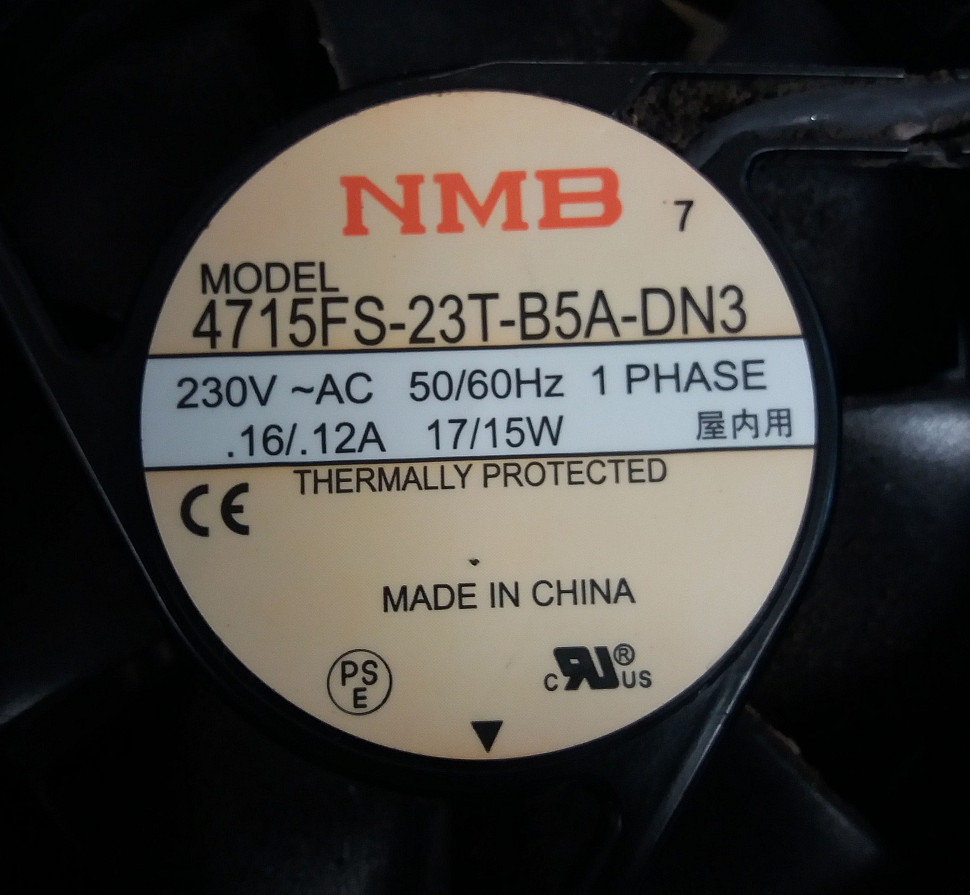 NMB
7
MODEL
4715FS-23T-B5A-DN3
230V ~AC 50/60Hz 1 PHASE
.16/.12A 17/15W 屋内用
THERMALLY PROTECTED
CE
MADE IN CHINA
PS
E
C RU® US